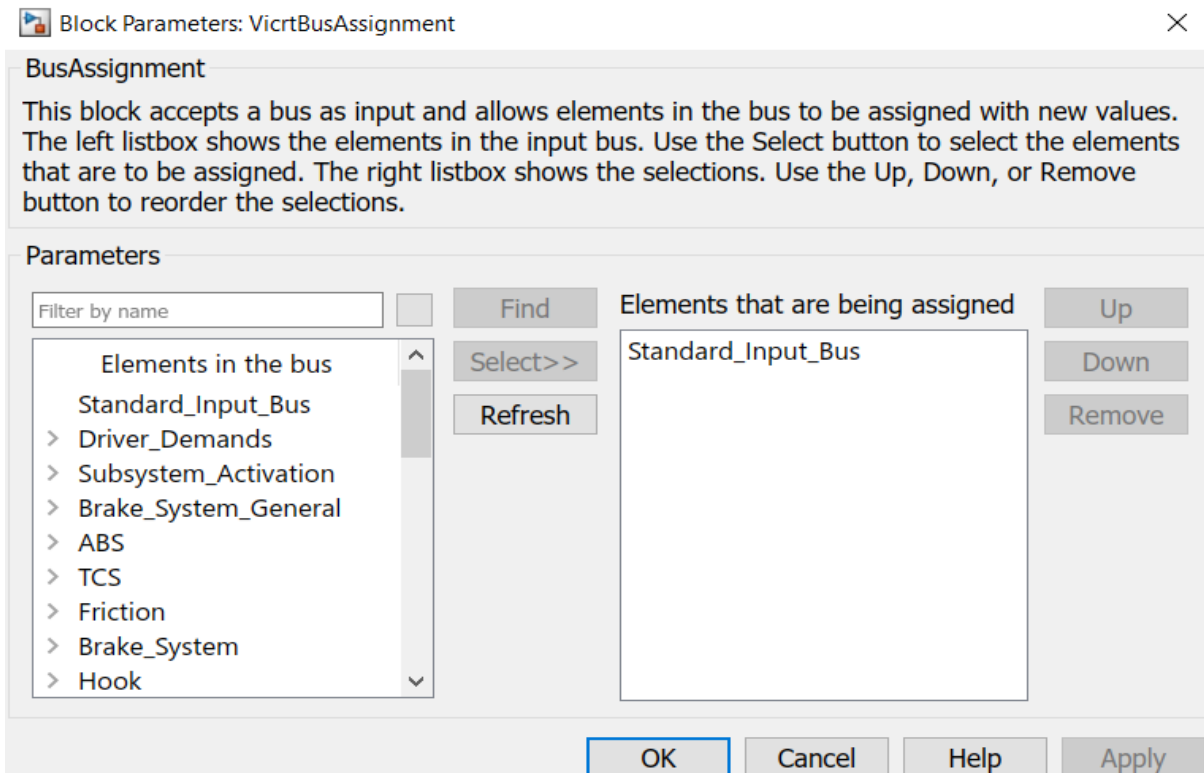 Block Parameters: VicrtBusAssignment
BusAssignment
This block accepts a bus as input and allows elements in the bus to be assigned with new values.
The left listbox shows the elements in the input bus. Use the Select button to select the elements
that are to be assigned. The right listbox shows the selections. Use the Up, Down, or Remove
button to reorder the selections.
Parameters
Filter by name
Find
Select>>
Refresh
Elements in the bus
Standard_Input_Bus
Driver_Demands
Subsystem_Activation
Brake_System_General
ABS
TCS
Friction
Brake_System
Hook
Elements that are being assigned
Standard_Input_Bus
Up
Down
Remove
OK
Cancel
Help
Apply